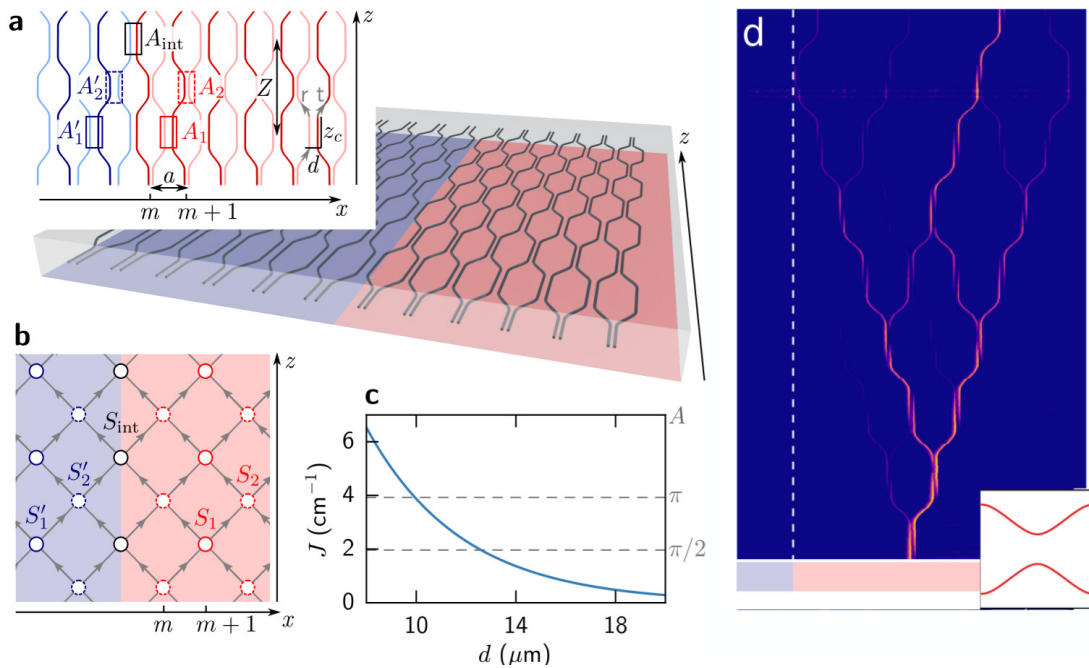 a
z
A_int
A′_2
A_2
Z
r t
A′_1
A_1
z_c
d
a
m
m + 1
x
z
b
z
S_int
S′_2
S_2
S′_1
S_1
m
m + 1
x
c
A
6
4
π
2
π/2
0
J (cm⁻¹)
10
14
18
d (μm)
d